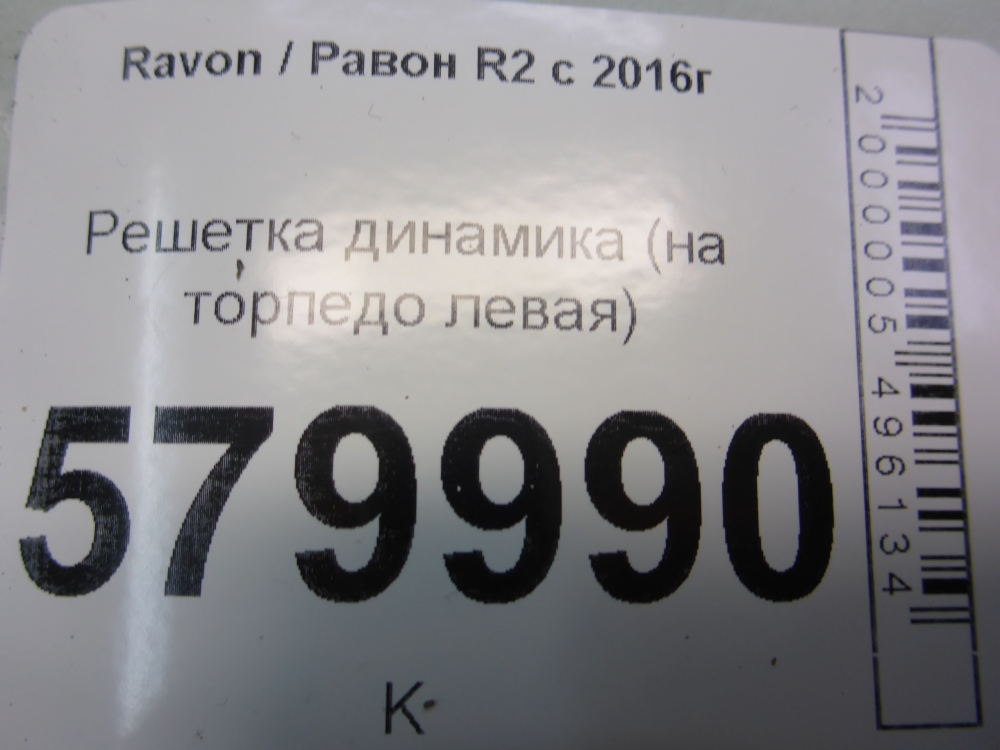 Ravon / Равон R2 с 2016г
Решетка динамика (на
торпедо левая)
579990
К
2000005496134